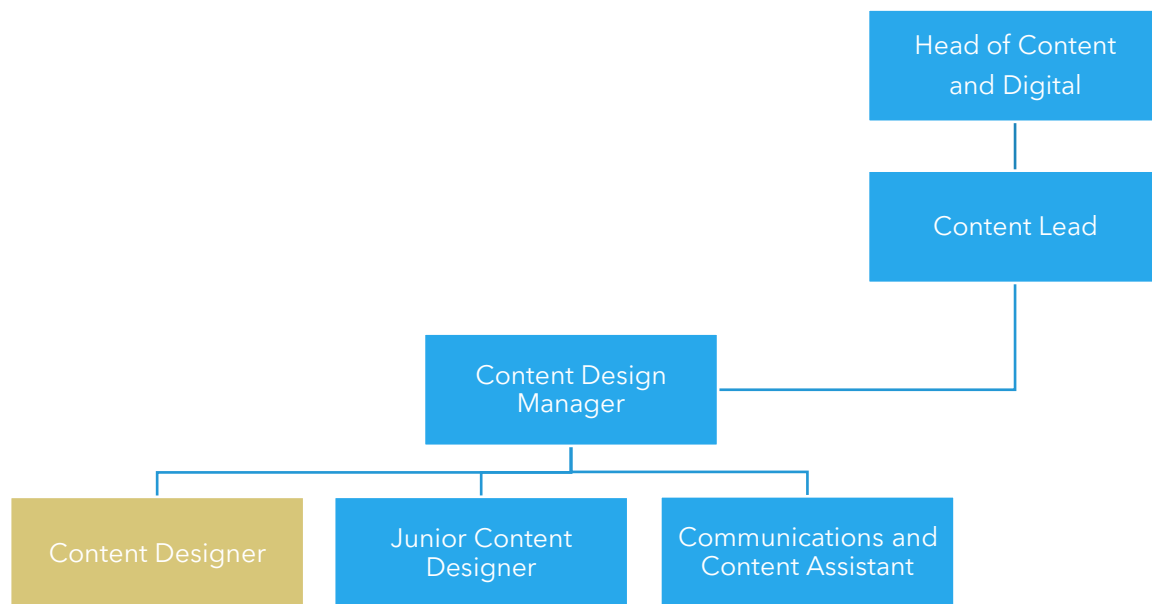 Head of Content
and Digital
Content Lead
Content Design
Manager
Content Designer
Junior Content
Designer
Communications and
Content Assistant